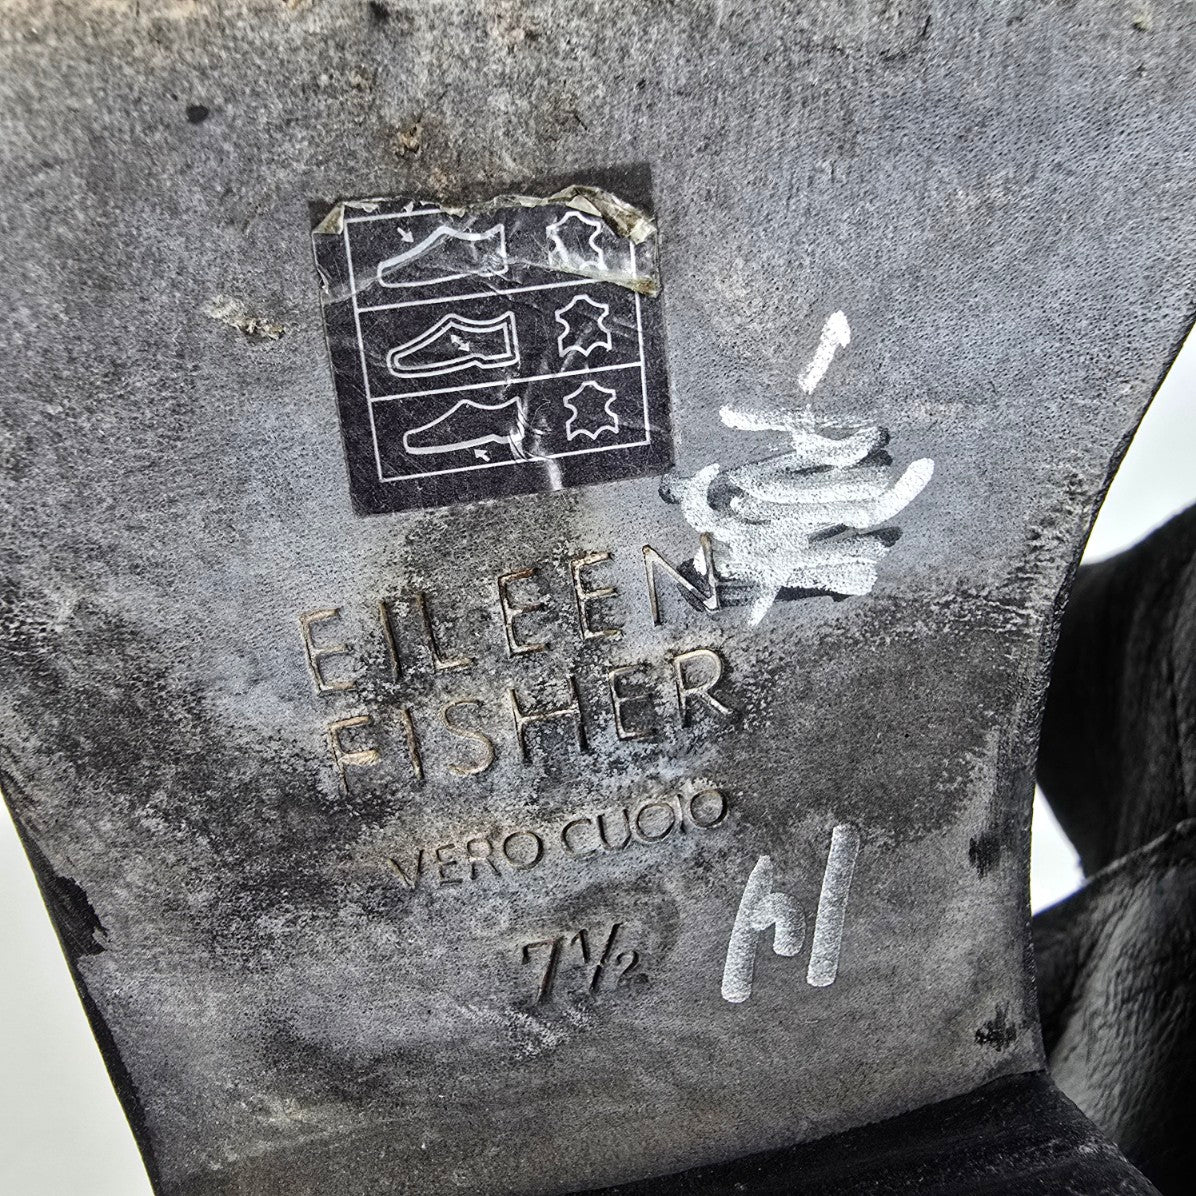 EILEEN
FISHER
VERO CUOIO
7½